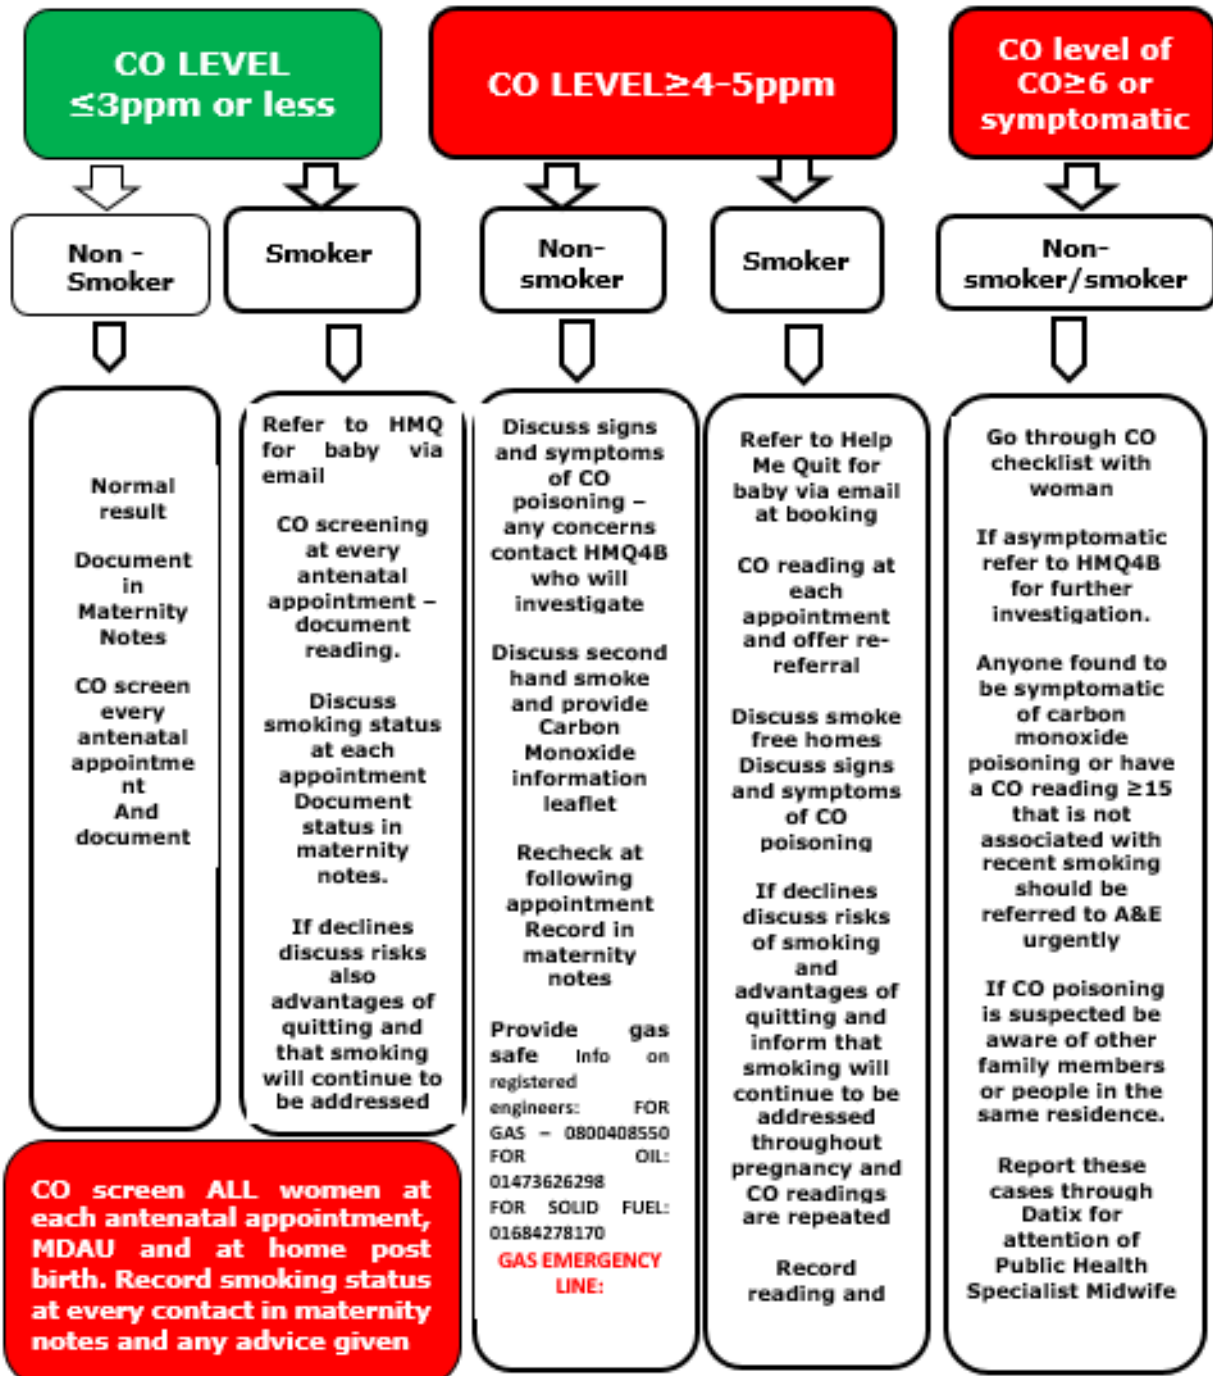 CO LEVEL
≤3ppm or less
CO LEVEL≥4-5ppm
CO level of
CO≥6 or
symptomatic
Non -
Smoker
Smoker
Non-
smoker
Smoker
Non-
smoker/smoker
Normal
result
Document
in
Maternity
Notes
CO screen
every
antenatal
appointme
nt
And
document
Refer to HMQ
for baby via
email
CO screening
at every
antenatal
appointment –
document
reading.
Discuss
smoking status
at each
appointment
Document
status in
maternity
notes.
If declines
discuss risks
also
advantages of
quitting and
that smoking
will continue to
be addressed
Discuss signs
and symptoms
of CO
poisoning –
any concerns
contact HMQ4B
who will
investigate
Discuss second
hand smoke
and provide
Carbon
Monoxide
information
leaflet
Recheck at
following
appointment
Record in
maternity
notes
Provide gas
safe Info on
registered
engineers: FOR
GAS – 0800408550
FOR OIL:
01473626298
FOR SOLID FUEL:
01684278170
GAS EMERGENCY
LINE:
Refer to Help
Me Quit for
baby via email
at booking
CO reading at
each
appointment
and offer re-
referral
Discuss smoke
free homes
Discuss signs
and symptoms
of CO
poisoning
If declines
discuss risks
of smoking
and
advantages of
quitting and
inform that
smoking will
continue to be
addressed
throughout
pregnancy and
CO readings
are repeated
Record
reading and
Go through CO
checklist with
woman
If asymptomatic
refer to HMQ4B
for further
investigation.
Anyone found to
be symptomatic
of carbon
monoxide
poisoning or have
a CO reading ≥15
that is not
associated with
recent smoking
should be
referred to A&E
urgently
If CO poisoning
is suspected be
aware of other
family members
or people in the
same residence.
Report these
cases through
Datix for
attention of
Public Health
Specialist Midwife
CO screen ALL women at
each antenatal appointment,
MDAU and at home post
birth. Record smoking status
at every contact in maternity
notes and any advice given